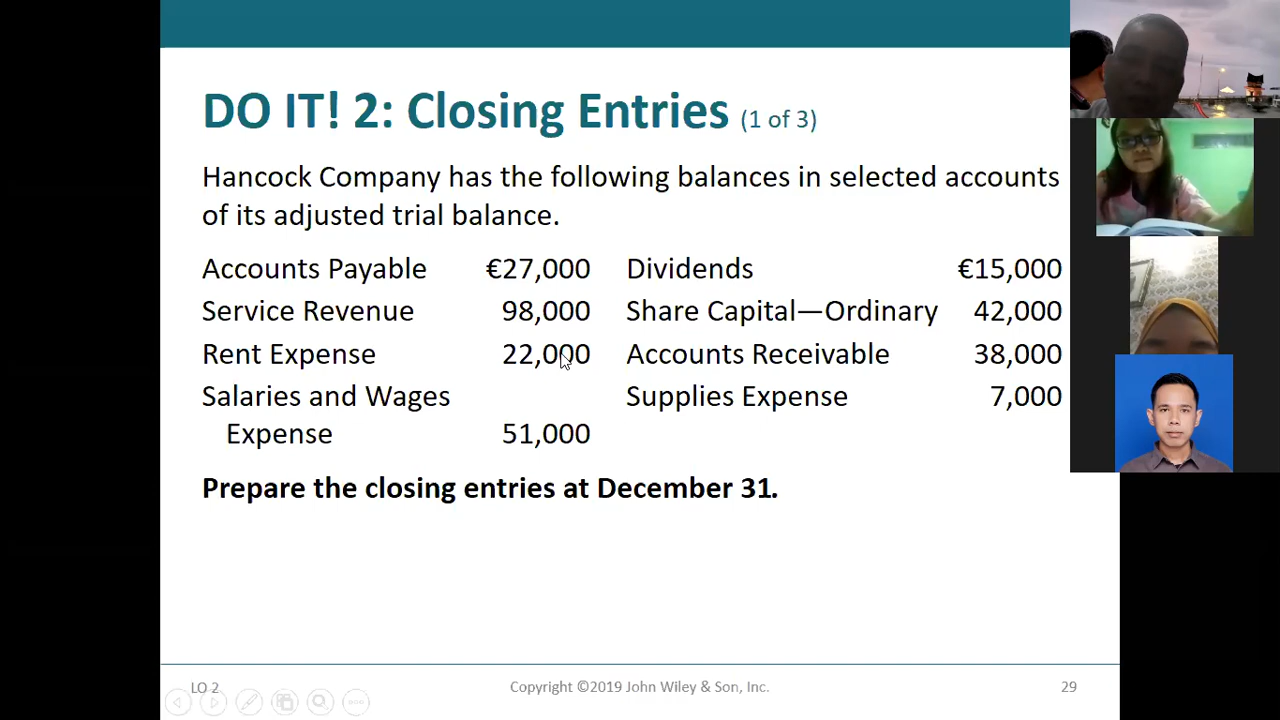 DO IT! 2: Closing Entries (1 of 3)
Hancock Company has the following balances in selected accounts
of its adjusted trial balance.
Accounts Payable €27,000 Dividends €15,000
Service Revenue 98,000 Share Capital—Ordinary 42,000
Rent Expense 22,000 Accounts Receivable 38,000
Salaries and Wages Supplies Expense 7,000
Expense 51,000
Prepare the closing entries at December 31.
LO 2 Copyright ©2019 John Wiley & Son, Inc. 29